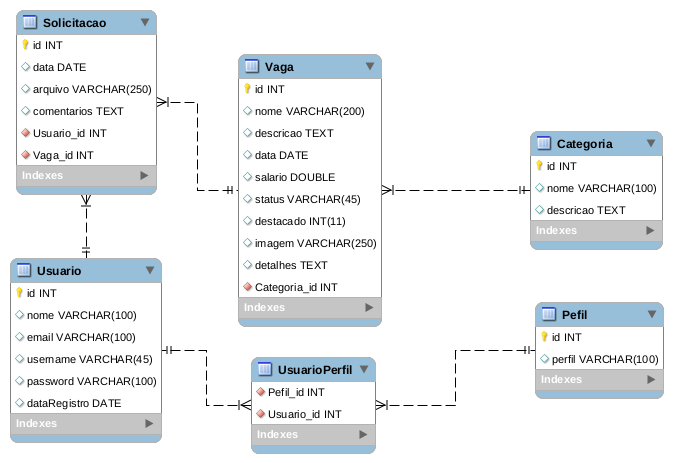 Solicitacao
id INT
data DATE
arquivo VARCHAR(250)
comentarios TEXT
Usuario_id INT
Vaga_id INT
Indexes
Vaga
id INT
nome VARCHAR(200)
descricao TEXT
data DATE
salario DOUBLE
status VARCHAR(45)
destacado INT(11)
imagem VARCHAR(250)
detalhes TEXT
Categoria_id INT
Indexes
Categoria
id INT
nome VARCHAR(100)
descricao TEXT
Indexes
Usuario
id INT
nome VARCHAR(100)
email VARCHAR(100)
username VARCHAR(45)
password VARCHAR(100)
dataRegistro DATE
Indexes
UsuarioPerfil
Pefil_id INT
Usuario_id INT
Indexes
Pefil
id INT
perfil VARCHAR(100)
Indexes